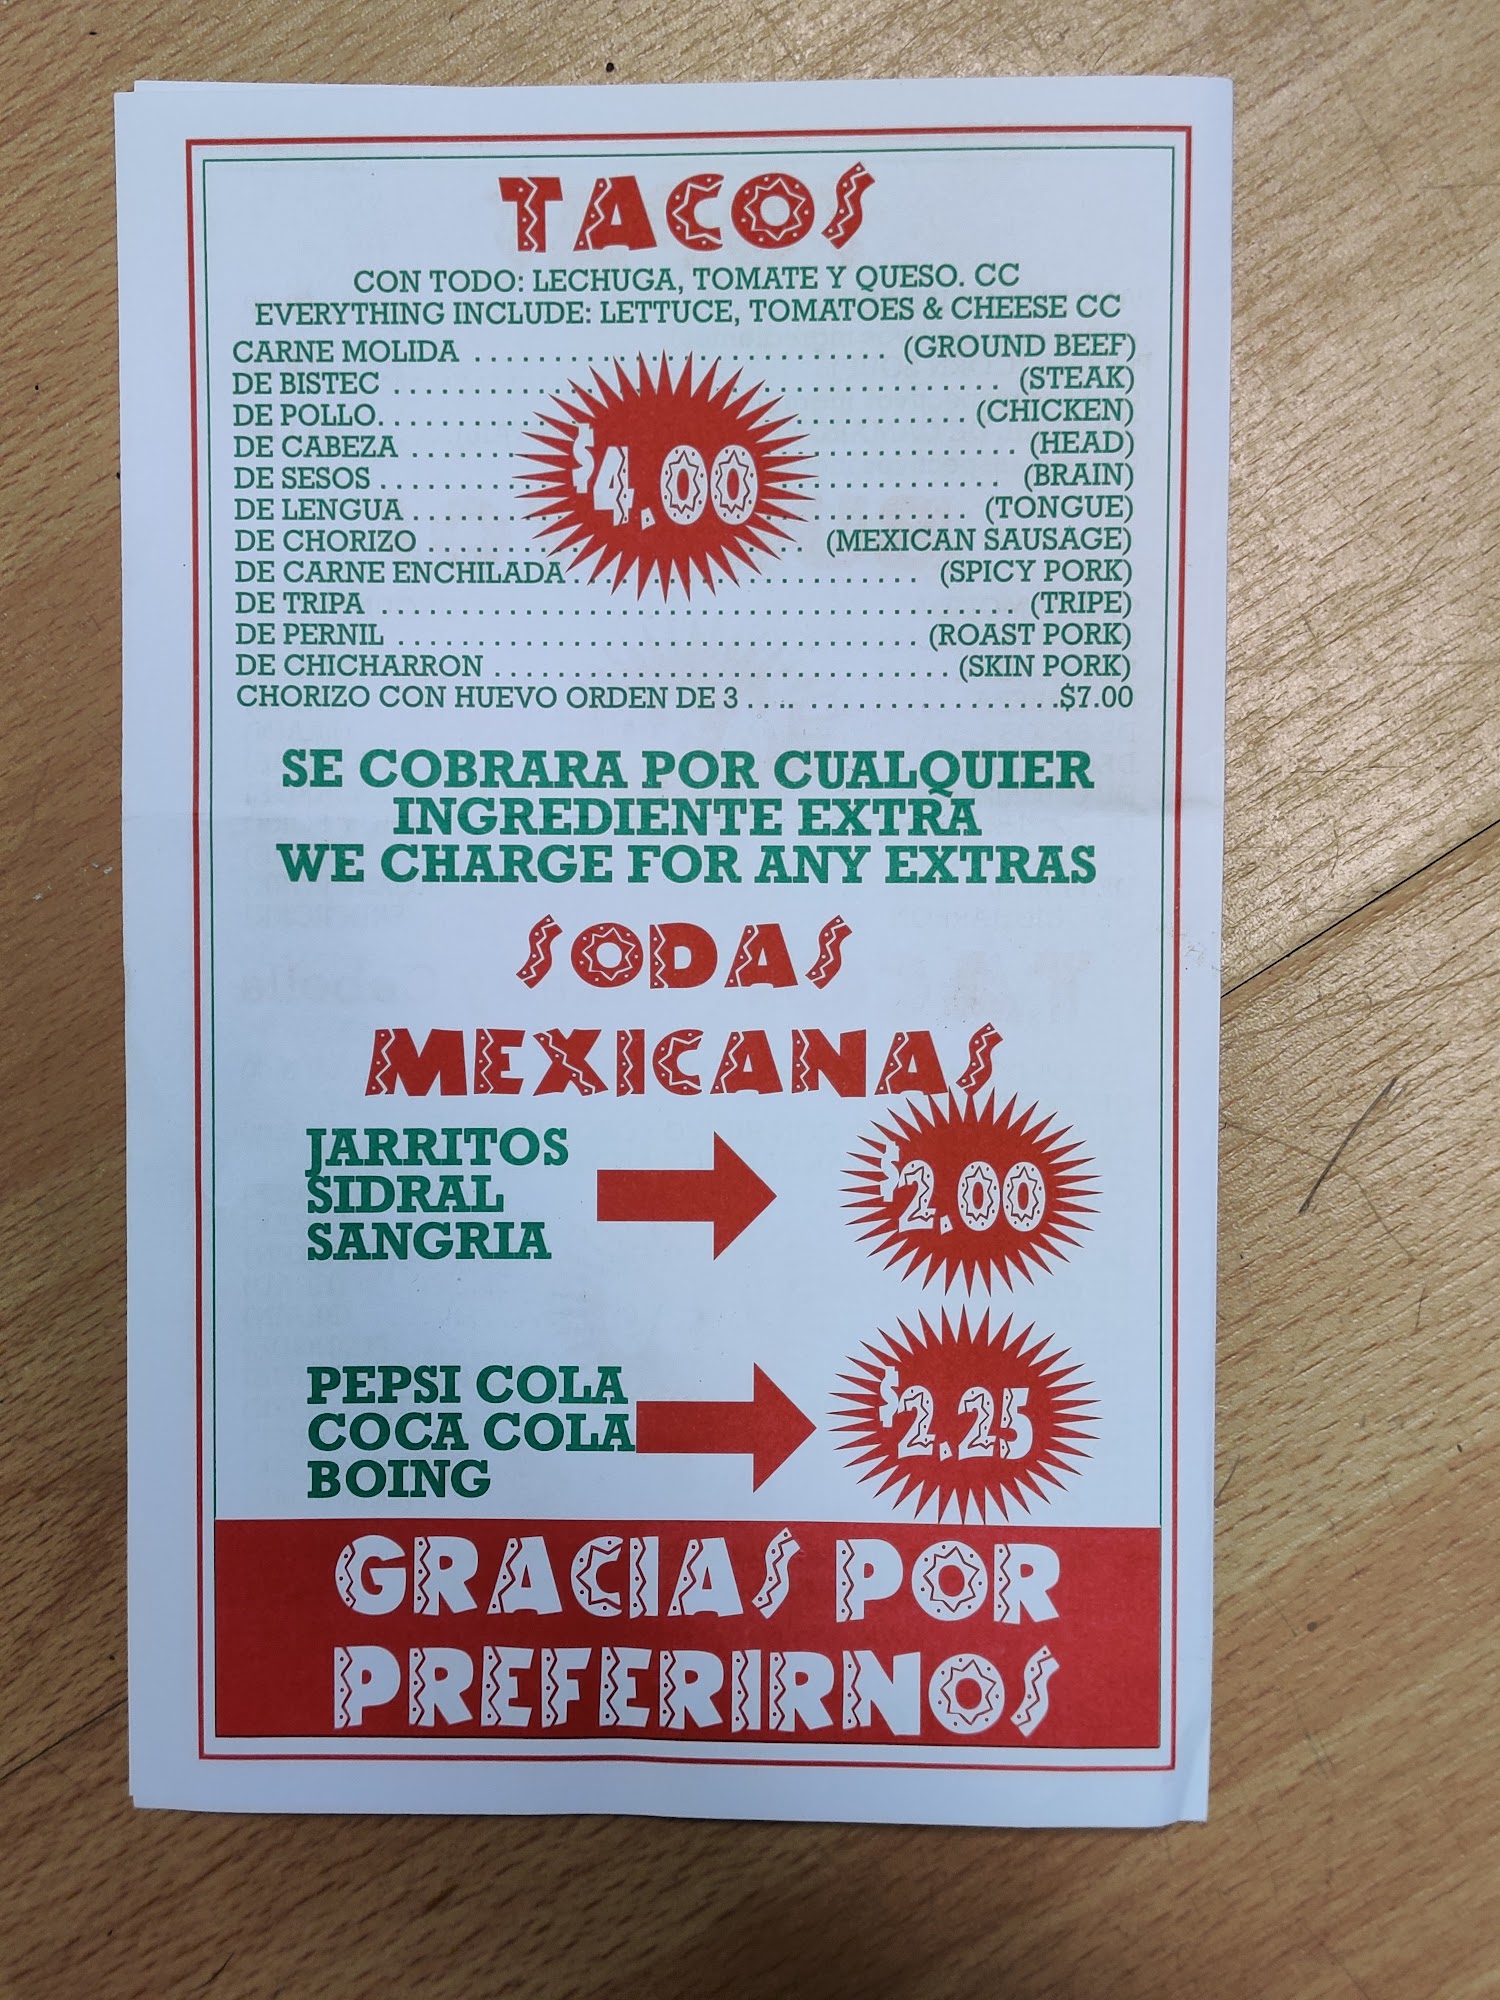 TACOS
CON TODO: LECHUGA, TOMATE Y QUESO. CC
EVERYTHING INCLUDE: LETTUCE, TOMATOES & CHEESE CC
CARNE MOLIDA . . . . . . . . . . . . . . . . . . . . . . . . . . (GROUND BEEF)
DE BISTEC . . . . . . . . . . . . . . . . . . . . . . . . . . (STEAK)
DE POLLO. . . . . . . . . . . . . . . . . . . . . . . . . . (CHICKEN)
DE CABEZA . . . . . . . . . . . . . . . . . . . . . . . . . . (HEAD)
DE SESOS . . . . . . . . . . . . . . . . . . . . . . . . . . (BRAIN)
$4.00
DE LENGUA . . . . . . . . . . . . . . . . . . . . . . . . . . (TONGUE)
DE CHORIZO . . . . . . . . . . . . . . . . . . . . (MEXICAN SAUSAGE)
DE CARNE ENCHILADA . . . . . . . . . . . . . . . . . . . . (SPICY PORK)
DE TRIPA . . . . . . . . . . . . . . . . . . . . . . . . . . (TRIPE)
DE PERNIL . . . . . . . . . . . . . . . . . . . . . . . . . . (ROAST PORK)
DE CHICHARRON . . . . . . . . . . . . . . . . . . . . . . . . . . (SKIN PORK)
CHORIZO CON HUEVO ORDEN DE 3 . . .. . . . . . . . . . . . . . . . .$7.00
SE COBRARA POR CUALQUIER
INGREDIENTE EXTRA
WE CHARGE FOR ANY EXTRAS
SODAS
MEXICANAS
JARRITOS
SIDRAL
SANGRIA
$2.00
PEPSI COLA
COCA COLA
BOING
$2.25
GRACIAS POR
PREFERIRNOS